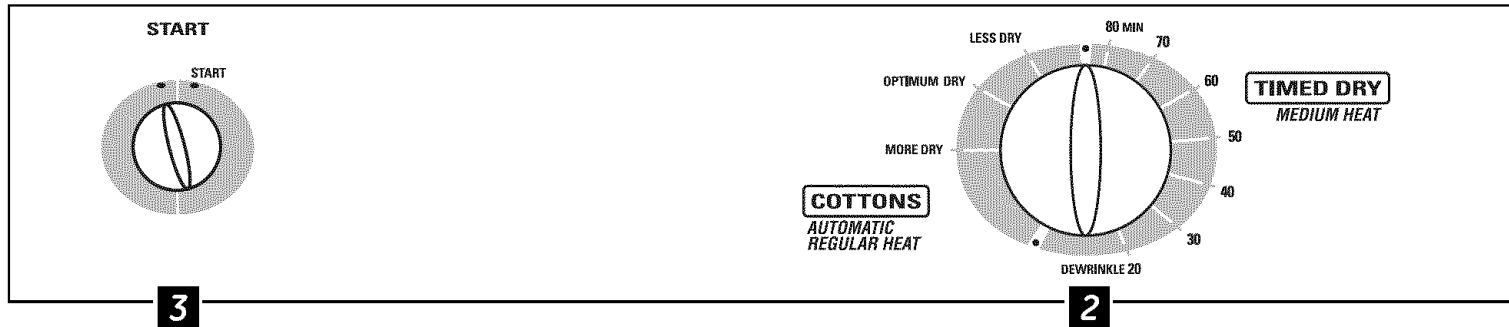 START
START
LESS DRY
OPTIMUM DRY
MORE DRY
COTTONS
AUTOMATIC
REGULAR HEAT
80 MIN
70
60
50
40
30
DEWRINKLE 20
TIMED DRY
MEDIUM HEAT
3
2